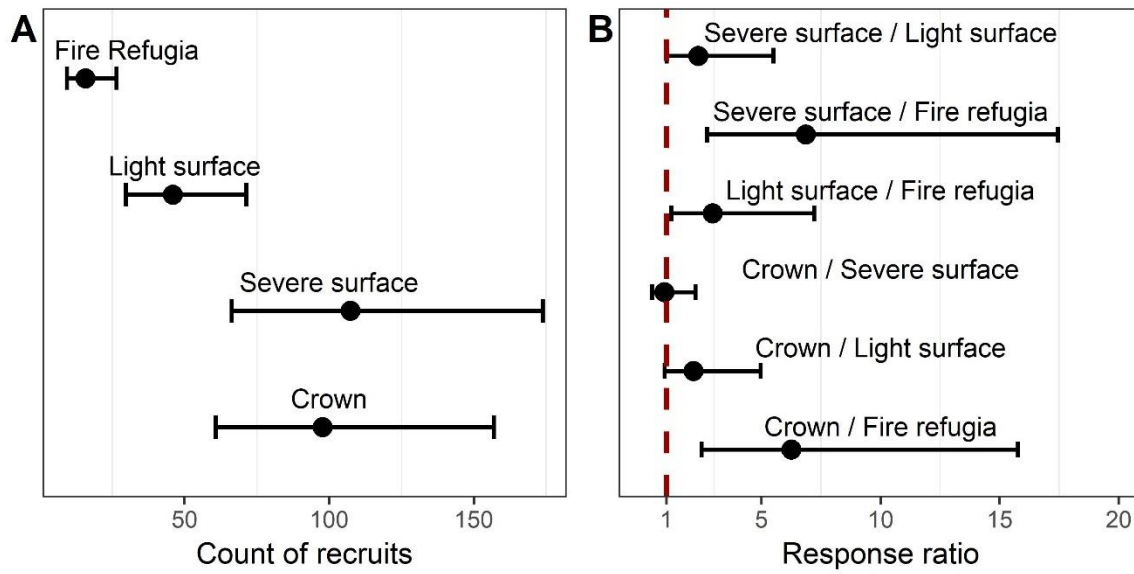 A
Fire Refugia
Light surface
Severe surface
Crown
50 100 150
Count of recruits
B
Severe surface / Light surface
Severe surface / Fire refugia
Light surface / Fire refugia
Crown / Severe surface
Crown / Light surface
Crown / Fire refugia
1 5 10 15 20
Response ratio